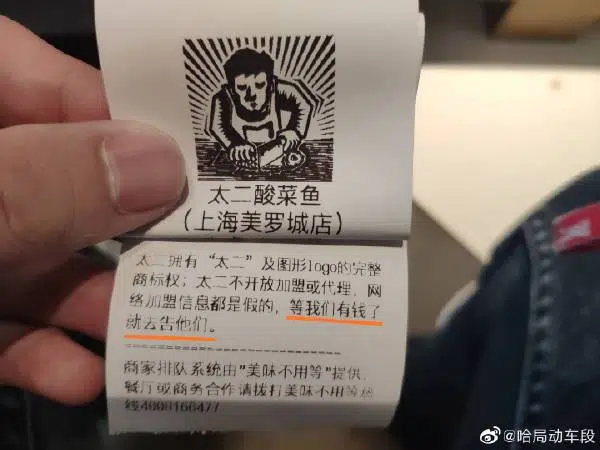 太二酸菜鱼
(上海美罗城店)
太二拥有“太二”及图形logo的完整
商标权；太二不开放加盟或代理，网
络加盟信息都是假的，等我们有钱了
就去告他们。
商家排队系统由"美味不用等"提供，
餐厅或商务合作请拨打美味不用等热
线4008166477
@哈局动车段